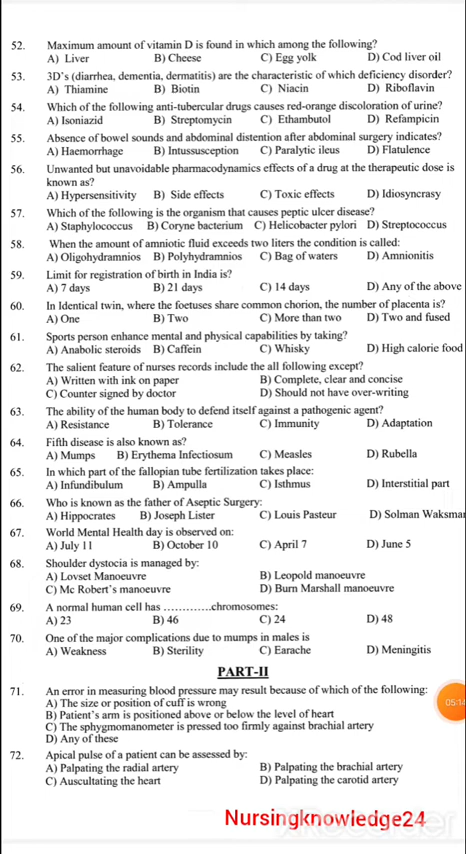 52. Maximum amount of vitamin D is found in which among the following?
A) Liver B) Cheese C) Egg yolk D) Cod liver oil
53. 3D's (diarrhea, dementia, dermatitis) are the characteristic of which deficiency disorder?
A) Thiamine B) Biotin C) Niacin D) Riboflavin
54. Which of the following anti-tubercular drugs causes red-orange discoloration of urine?
A) Isoniazid B) Streptomycin C) Ethambutol D) Refampicin
55. Absence of bowel sounds and abdominal distention after abdominal surgery indicates?
A) Haemorrhage B) Intussusception C) Paralytic ileus D) Flatulence
56. Unwanted but unavoidable pharmacodynamics effects of a drug at the therapeutic dose is
known as?
A) Hypersensitivity B) Side effects C) Toxic effects D) Idiosyncrasy
57. Which of the following is the organism that causes peptic ulcer disease?
A) Staphylococcus B) Coryne bacterium C) Helicobacter pylori D) Streptococcus
58. When the amount of amniotic fluid exceeds two liters the condition is called:
A) Oligohydramnios B) Polyhydramnios C) Bag of waters D) Amnionitis
59. Limit for registration of birth in India is?
A) 7 days B) 21 days C) 14 days D) Any of the above
60. In Identical twin, where the foetuses share common chorion, the number of placenta is?
A) One B) Two C) More than two D) Two and fused
61. Sports person enhance mental and physical capabilities by taking?
A) Anabolic steroids B) Caffein C) Whisky D) High calorie food
62. The salient feature of nurses records include the all following except?
A) Written with ink on paper B) Complete, clear and concise
C) Counter signed by doctor D) Should not have over-writing
63. The ability of the human body to defend itself against a pathogenic agent?
A) Resistance B) Tolerance C) Immunity D) Adaptation
64. Fifth disease is also known as?
A) Mumps B) Erythema Infectiosum C) Measles D) Rubella
65. In which part of the fallopian tube fertilization takes place:
A) Infundibulum B) Ampulla C) Isthmus D) Interstitial part
66. Who is known as the father of Aseptic Surgery:
A) Hippocrates B) Joseph Lister C) Louis Pasteur D) Solman Waksman
67. World Mental Health day is observed on:
A) July 11 B) October 10 C) April 7 D) June 5
68. Shoulder dystocia is managed by:
A) Lovset Manoeuvre B) Leopold manoeuvre
C) Mc Robert's manoeuvre D) Burn Marshall manoeuvre
69. A normal human cell has .............chromosomes:
A) 23 B) 46 C) 24 D) 48
70. One of the major complications due to mumps in males is
A) Weakness B) Sterility C) Earache D) Meningitis
PART-II
71. An error in measuring blood pressure may result because of which of the following:
A) The size or position of cuff is wrong
05:14
B) Patient's arm is positioned above or below the level of heart
C) The sphygmomanometer is pressed too firmly against brachial artery
D) Any of these
72. Apical pulse of a patient can be assessed by:
A) Palpating the radial artery B) Palpating the brachial artery
C) Auscultating the heart D) Palpating the carotid artery
Nursingknowledge24